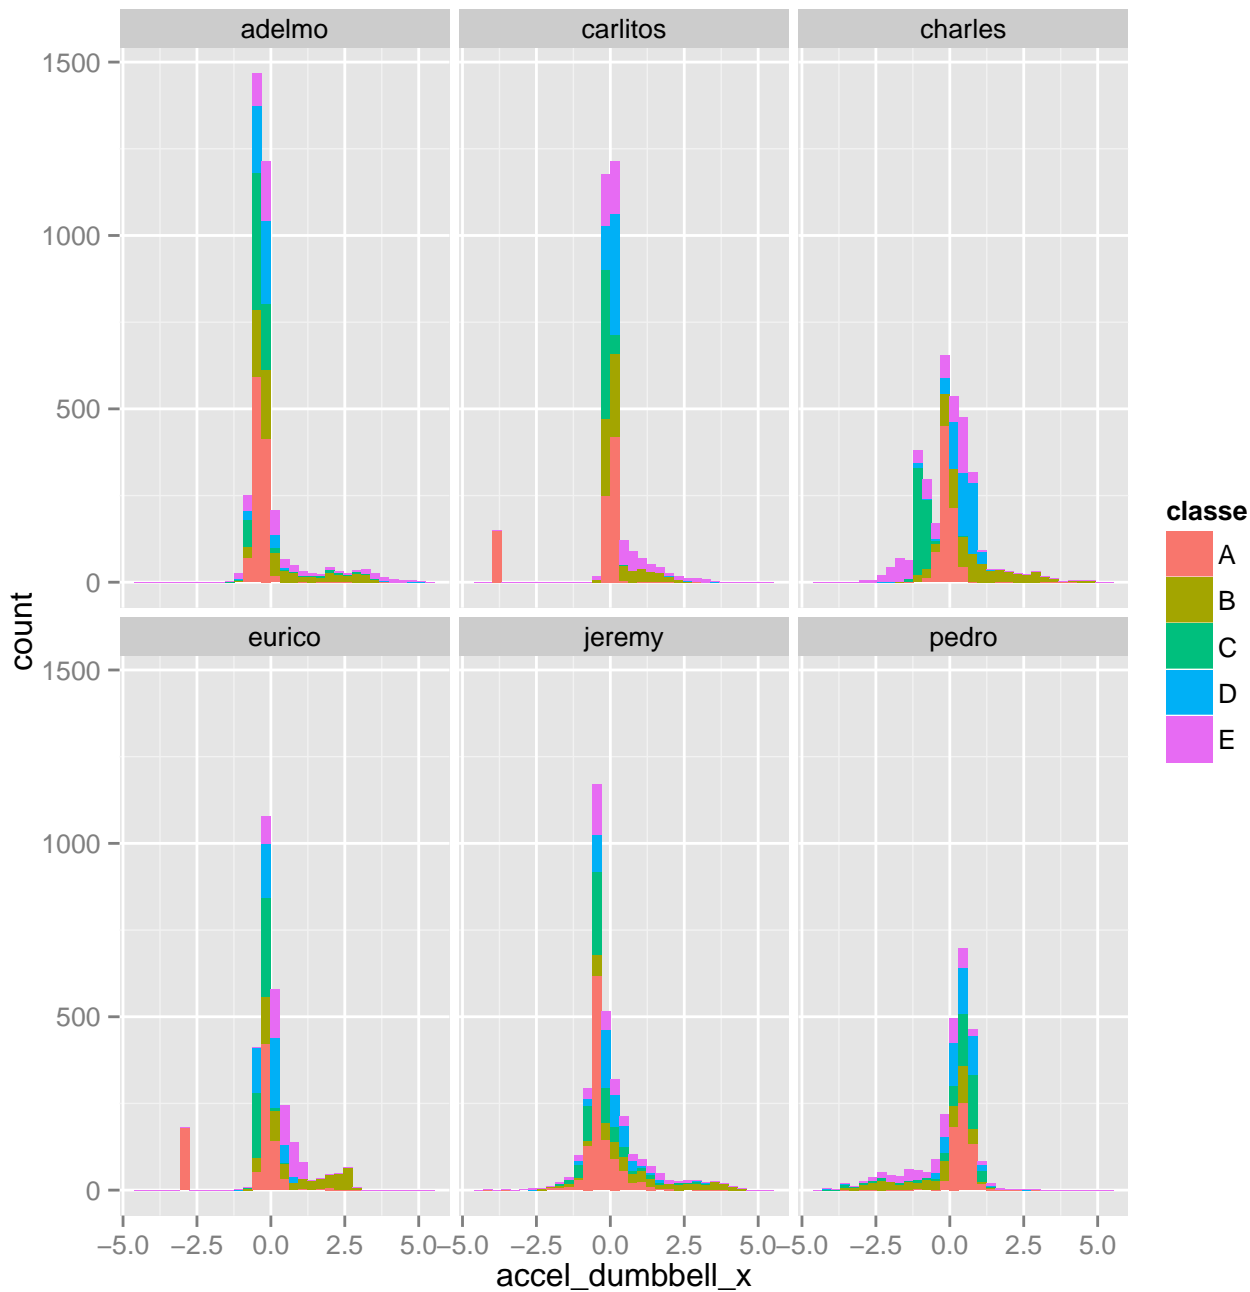 adelmo carlitos charles
1500
1000
500
0
eurico jeremy pedro
1500
1000
500
0
−5.0 −2.5 0.0 2.5 5.0 −5.0 −2.5 0.0 2.5 5.0 −5.0 −2.5 0.0 2.5 5.0
accel_dumbbell_x
count
classe
A
B
C
D
E